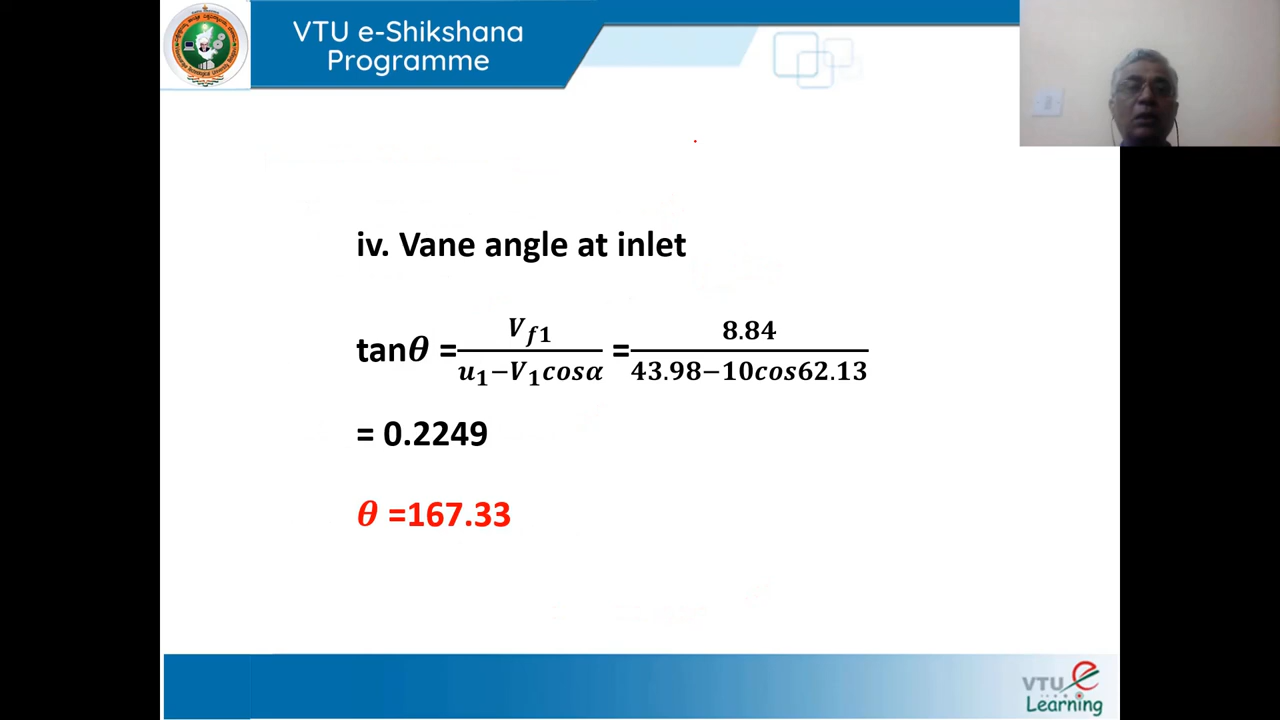 VTU e-Shikshana
Programme
iv. Vane angle at inlet
tanθ = V_f1 / (u_1−V_1cosα) = 8.84 / (43.98−10cos62.13)
= 0.2249
θ =167.33
VTU e
Learning